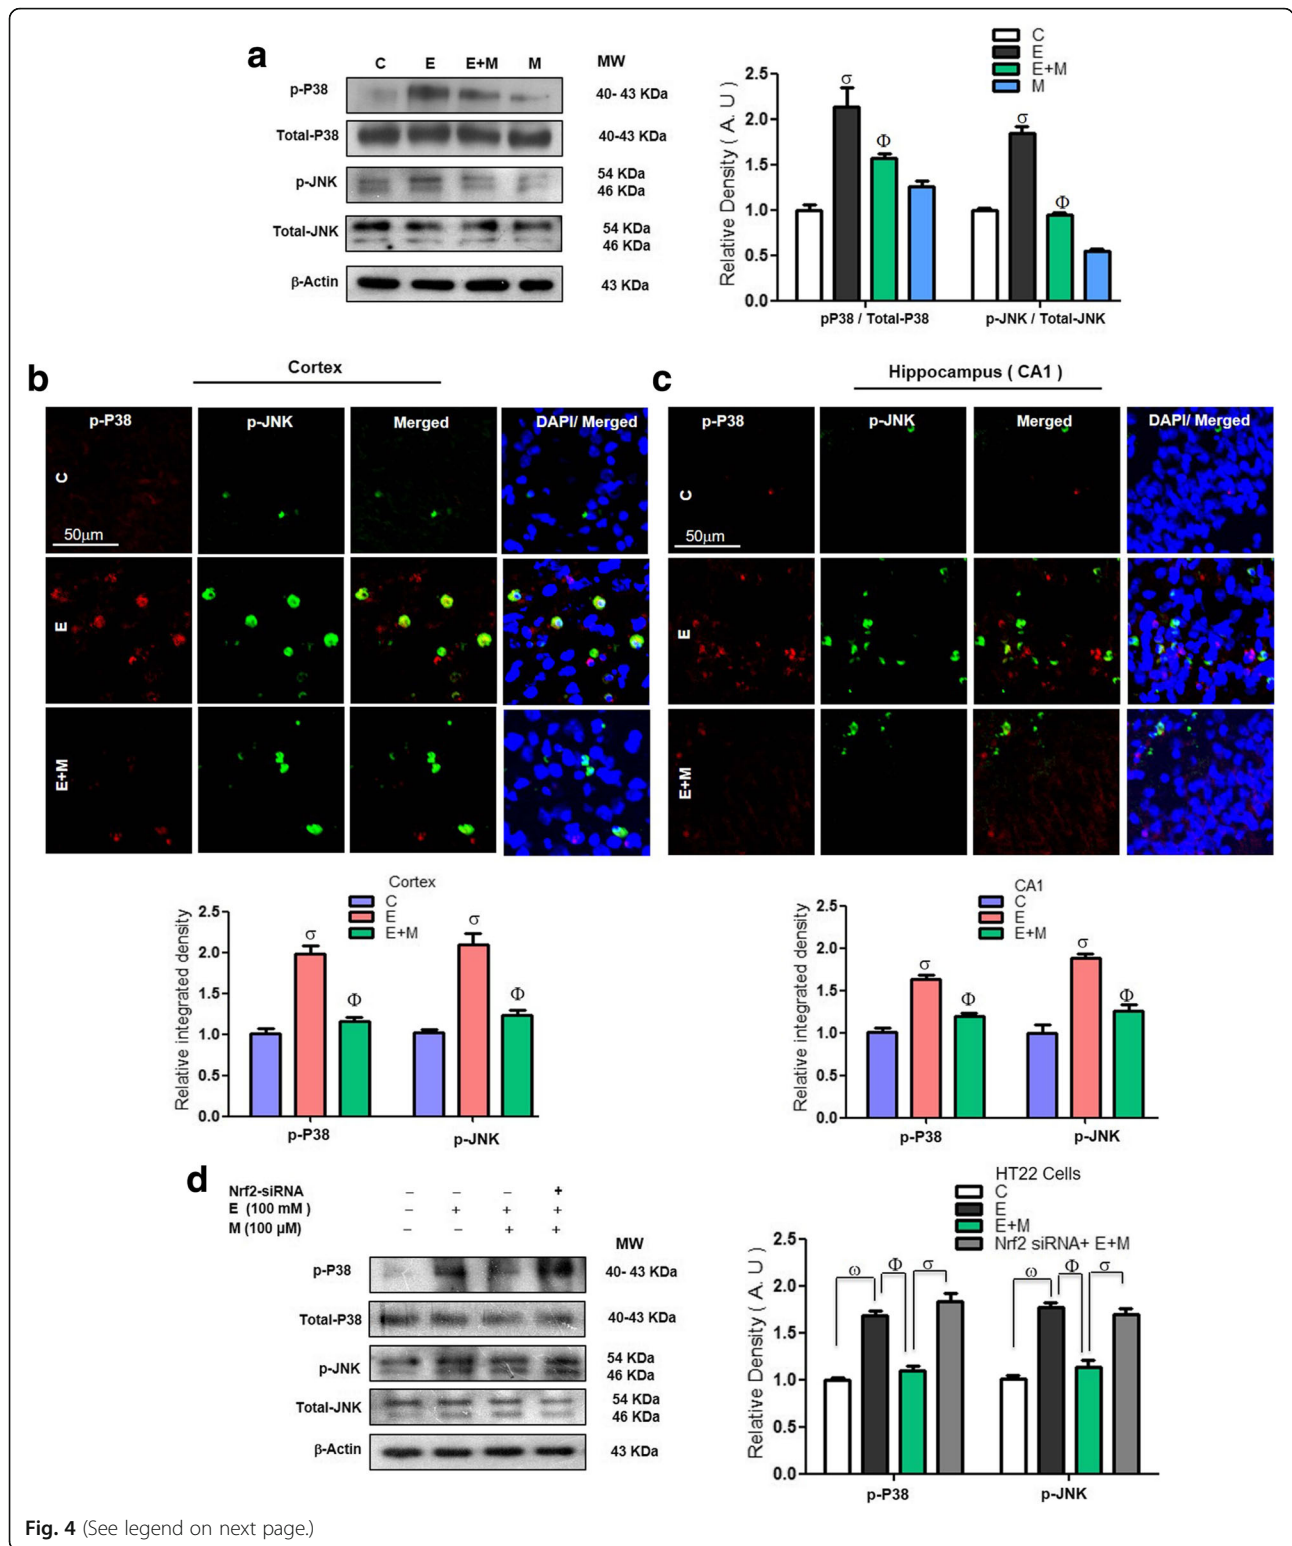 a
C E E+M M MW
p-P38 40- 43 KDa
Total-P38 40-43 KDa
p-JNK 54 KDa
46 KDa
Total-JNK 54 KDa
46 KDa
β-Actin 43 KDa
C
E
E+M
M
Relative Density ( A. U )
2.5
2.0
1.5
1.0
0.5
0.0
σ
Φ
σ
Φ
pP38 / Total-P38 p-JNK / Total-JNK
b
Cortex
p-P38 p-JNK Merged DAPI/ Merged
C
50µm
E
E+M
c
Hippocampus ( CA1 )
p-P38 p-JNK Merged DAPI/ Merged
C
50µm
E
E+M
Cortex
C
E
E+M
Relative integrated density
2.5
2.0
1.5
1.0
0.5
0.0
σ
Φ
σ
Φ
p-P38 p-JNK
CA1
C
E
E+M
Relative integrated density
2.5
2.0
1.5
1.0
0.5
0.0
σ
Φ
σ
Φ
p-P38 p-JNK
d
Nrf2-siRNA – – – +
E (100 mM ) – + + +
M (100 µM) – – + +
MW
p-P38 40- 43 KDa
Total-P38 40-43 KDa
p-JNK 54 KDa
46 KDa
Total-JNK 54 KDa
46 KDa
β-Actin 43 KDa
HT22 Cells
C
E
E+M
Nrf2 siRNA+ E+M
Relative Density ( A. U )
2.5
2.0
1.5
1.0
0.5
0.0
ω Φ σ
ω Φ σ
p-P38 p-JNK
Fig. 4 (See legend on next page.)